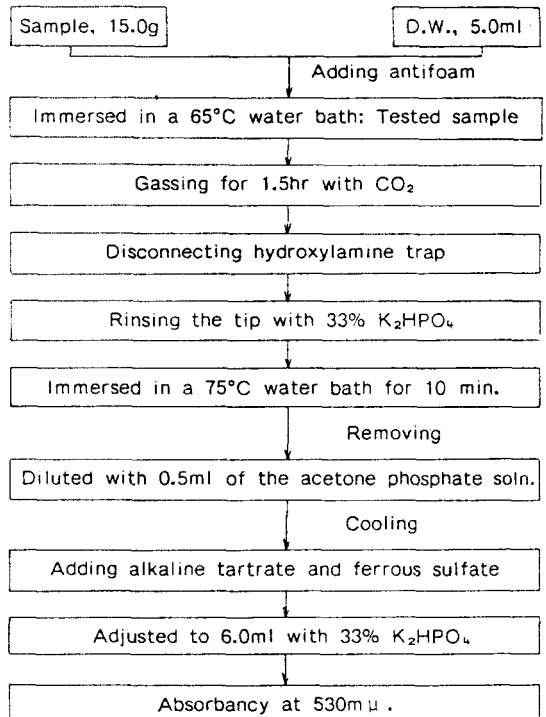 Sample, 15.0g
D.W., 5.0ml
Adding antifoam
Immersed in a 65°C water bath: Tested sample
Gassing for 1.5hr with CO₂
Disconnecting hydroxylamine trap
Rinsing the tip with 33% K₂HPO₄
Immersed in a 75°C water bath for 10 min.
Removing
Diluted with 0.5ml of the acetone phosphate soln.
Cooling
Adding alkaline tartrate and ferrous sulfate
Adjusted to 6.0ml with 33% K₂HPO₄
Absorbancy at 530mμ.